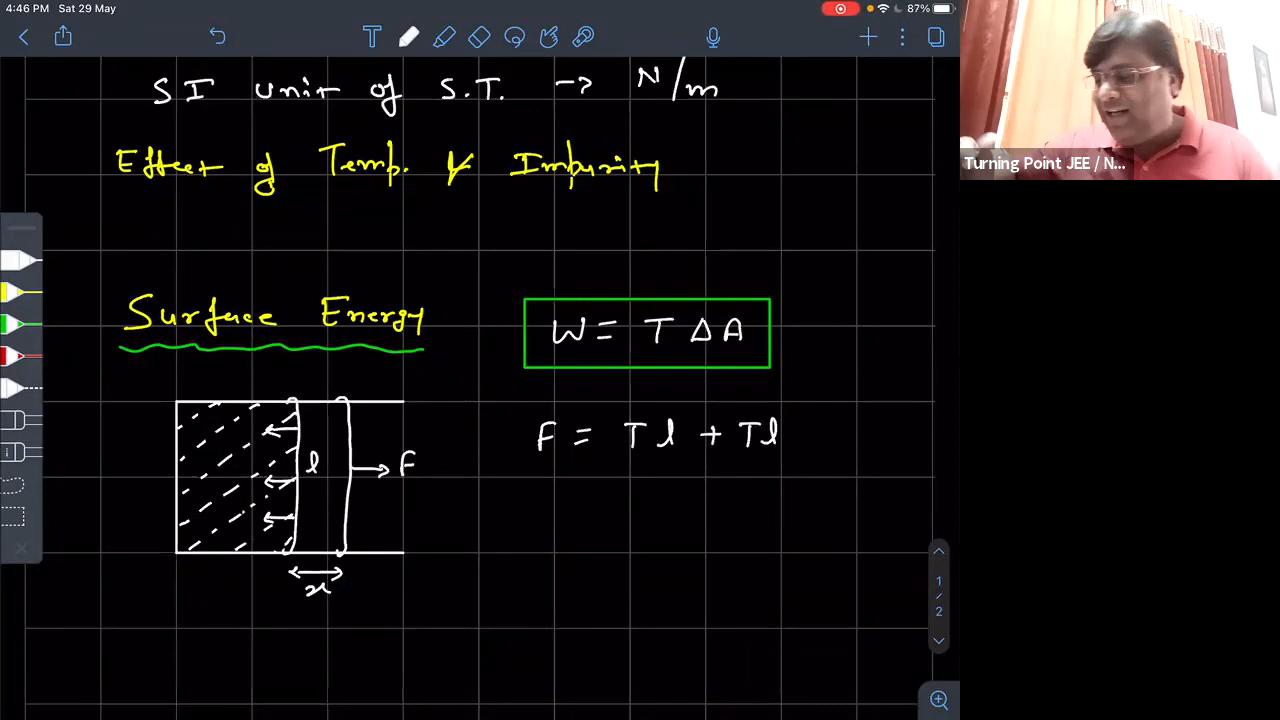 4:46 PM Sat 29 May
87%
SI unit of S.T. → N/m
Effect of Temp. & Impurity
Turning Point JEE / N...
Surface Energy
W = T Δ A
F = Tl + Tl
l
F
x
1
/
2